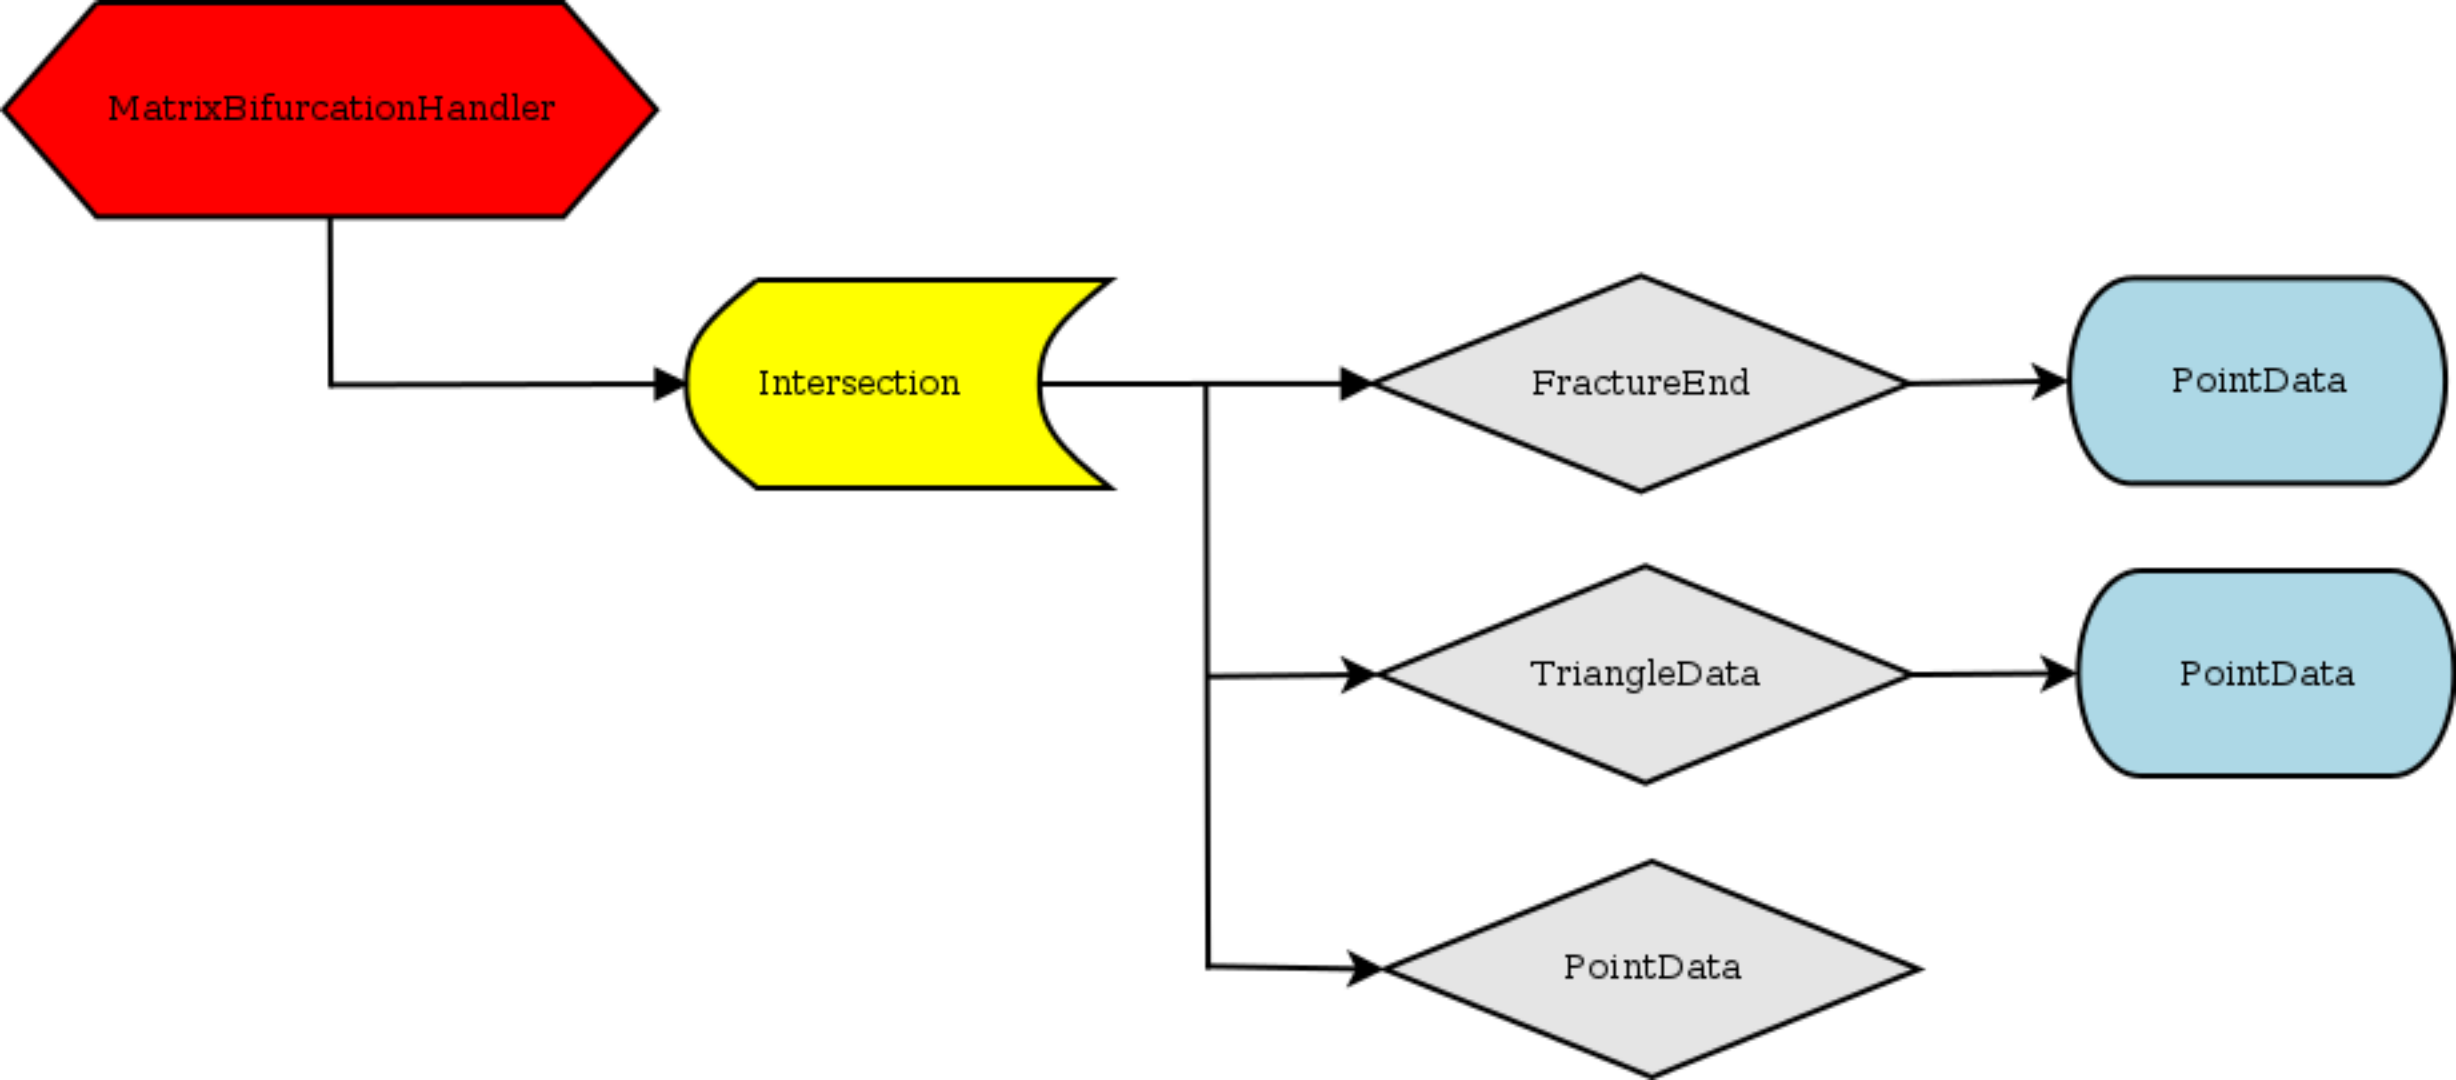 MatrixBifurcationHandler
Intersection
FractureEnd
PointData
TriangleData
PointData
PointData